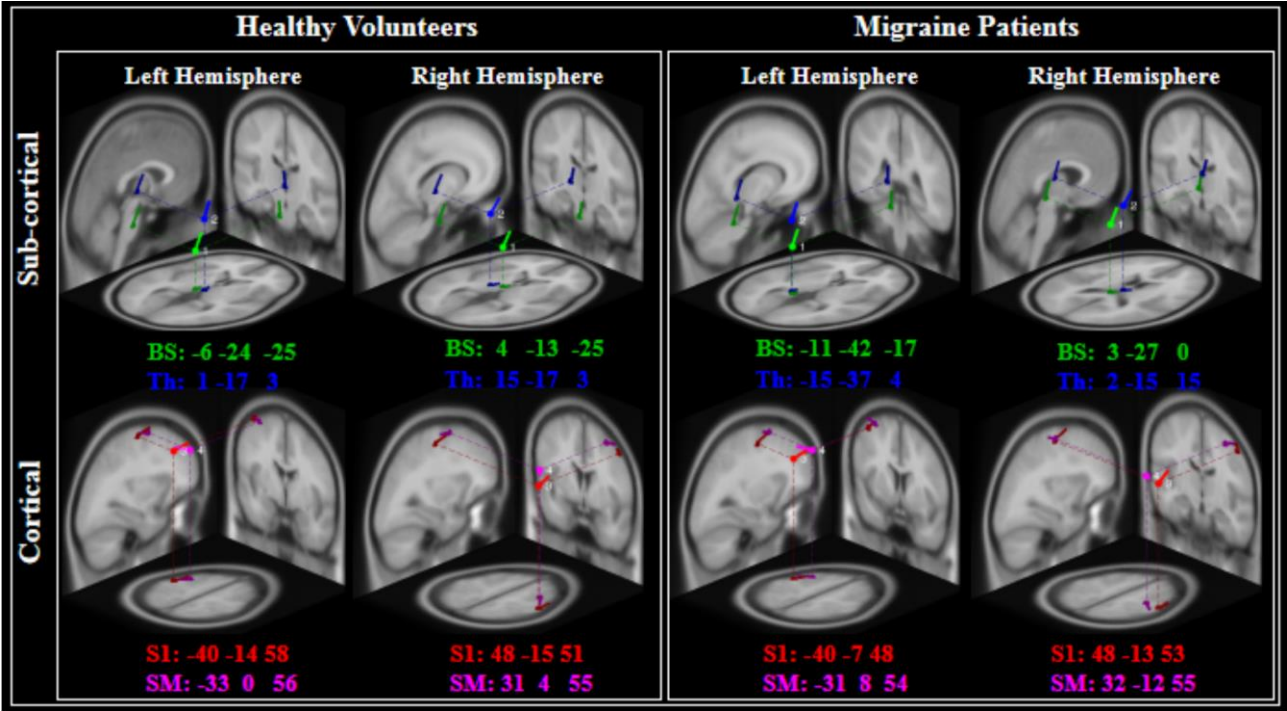 Healthy Volunteers
Migraine Patients
Left Hemisphere
Right Hemisphere
Left Hemisphere
Right Hemisphere
Sub-cortical
BS: -6 -24 -25
Th: 1 -17 3
BS: 4 -13 -25
Th: 15 -17 3
BS: -11 -42 -17
Th: -15 -37 4
BS: 3 -27 0
Th: 2 -15 15
Cortical
S1: -40 -14 58
SM: -33 0 56
S1: 48 -15 51
SM: 31 4 55
S1: -40 -7 48
SM: -31 8 54
S1: 48 -13 53
SM: 32 -12 55